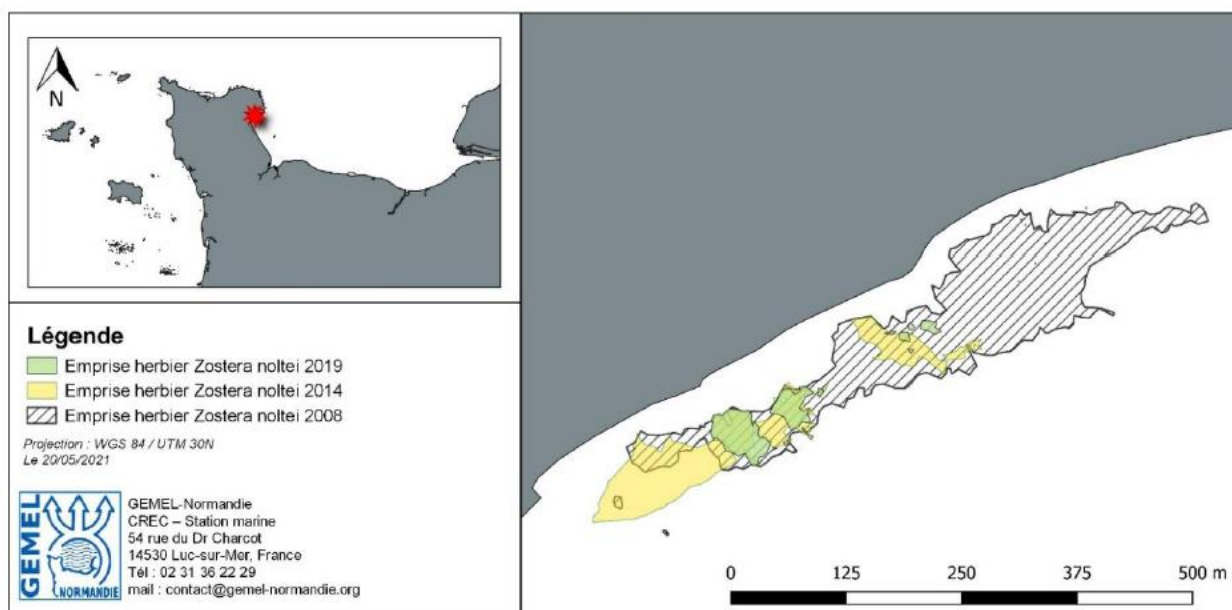 N
Légende
Emprise herbier Zostera noltei 2019
Emprise herbier Zostera noltei 2014
Emprise herbier Zostera noltei 2008
Projection : WGS 84 / UTM 30N
Le 20/05/2021
GEMEL
NORMANDIE
GEMEL-Normandie
CREC – Station marine
54 rue du Dr Charcot
14530 Luc-sur-Mer, France
Tél : 02 31 36 22 29
mail : contact@gemel-normandie.org
0 125 250 375 500 m